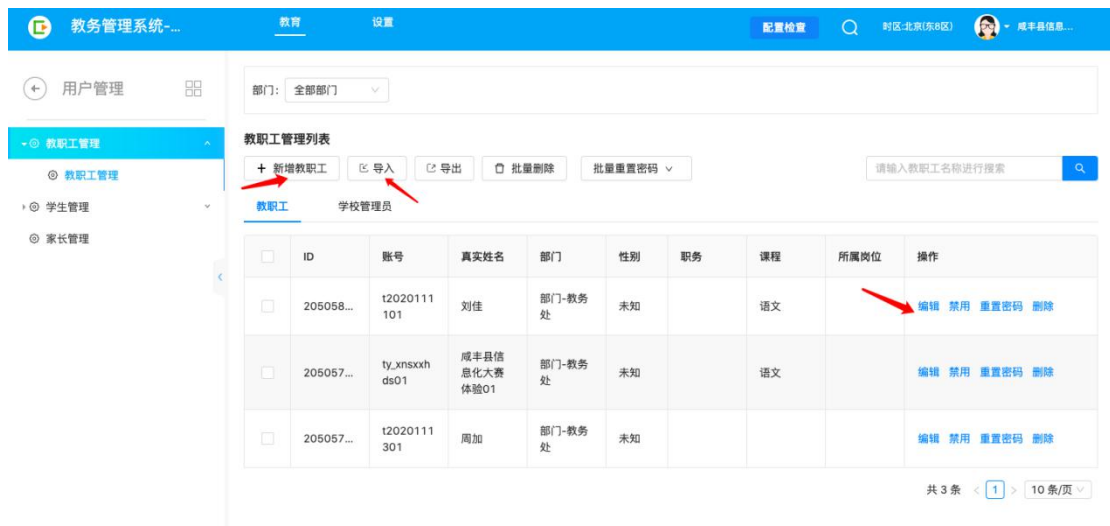 教务管理系统-...
教育
设置
配置检查
时区:北京(东8区)
咸丰县信息...
用户管理
部门:
全部部门
教职工管理
教职工管理
学生管理
家长管理
教职工管理列表
+ 新增教职工
导入
导出
批量删除
批量重置密码
请输入教职工名称进行搜索
教职工
学校管理员
ID
账号
真实姓名
部门
性别
职务
课程
所属岗位
操作
205058...
t2020111
101
刘佳
部门-教务
处
未知
语文
编辑 禁用 重置密码 删除
205057...
ty_xnsxxh
ds01
咸丰县信
息化大赛
体验01
部门-教务
处
未知
语文
编辑 禁用 重置密码 删除
205057...
t2020111
301
周加
部门-教务
处
未知
编辑 禁用 重置密码 删除
共 3 条 < 1 > 10 条/页